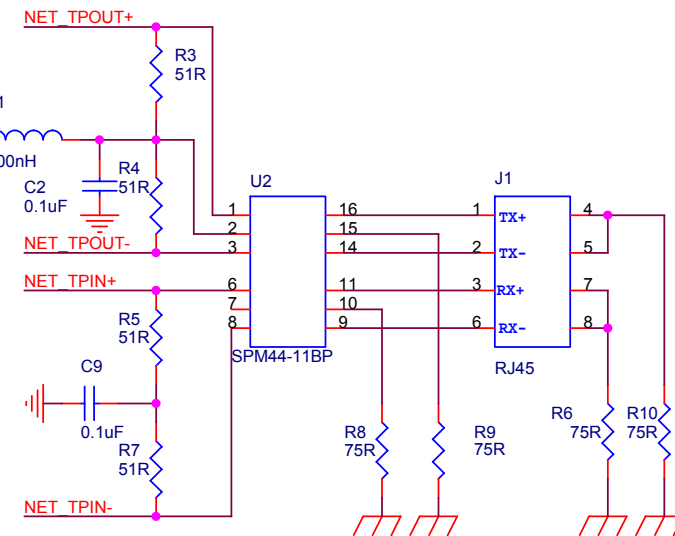 NET_TPOUT+
R3
51R
1
00nH
C2
0.1uF
R4
51R
NET_TPOUT-
NET_TPIN+
R5
51R
C9
0.1uF
R7
51R
NET_TPIN-
U2
1
2
3
6
7
8
16
15
14
11
10
9
SPM44-11BP
J1
1
2
3
6
TX+
TX-
RX+
RX-
4
5
7
8
RJ45
R8
75R
R9
75R
R6
75R
R10
75R